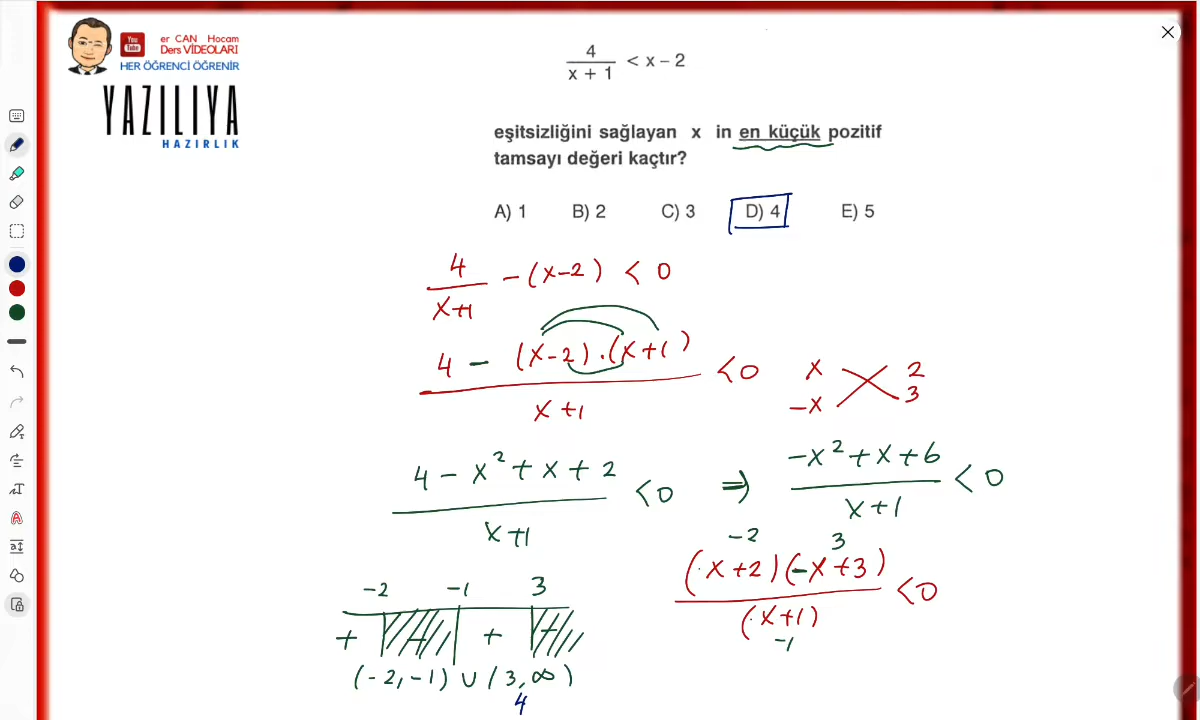 You Tube
er CAN Hocam
Ders VİDEOLARI
HER ÖĞRENCİ ÖĞRENİR
YAZILIYA
HAZIRLIK
4/(x + 1) < x – 2
eşitsizliğini sağlayan x in en küçük pozitif
tamsayı değeri kaçtır?
A) 1 B) 2 C) 3 D) 4 E) 5
4/(x+1) - (x-2) < 0
(4 - (x-2).(x+1))/(x+1) < 0
x 2
-x 3
(4 - x² + x + 2)/(x+1) < 0 ⇒ (-x² + x + 6)/(x+1) < 0
-2 3
((x+2)(-x+3))/((x+1)) < 0
-1
-2 -1 3
+ - + -
(-2,-1) ∪ (3,∞)
4